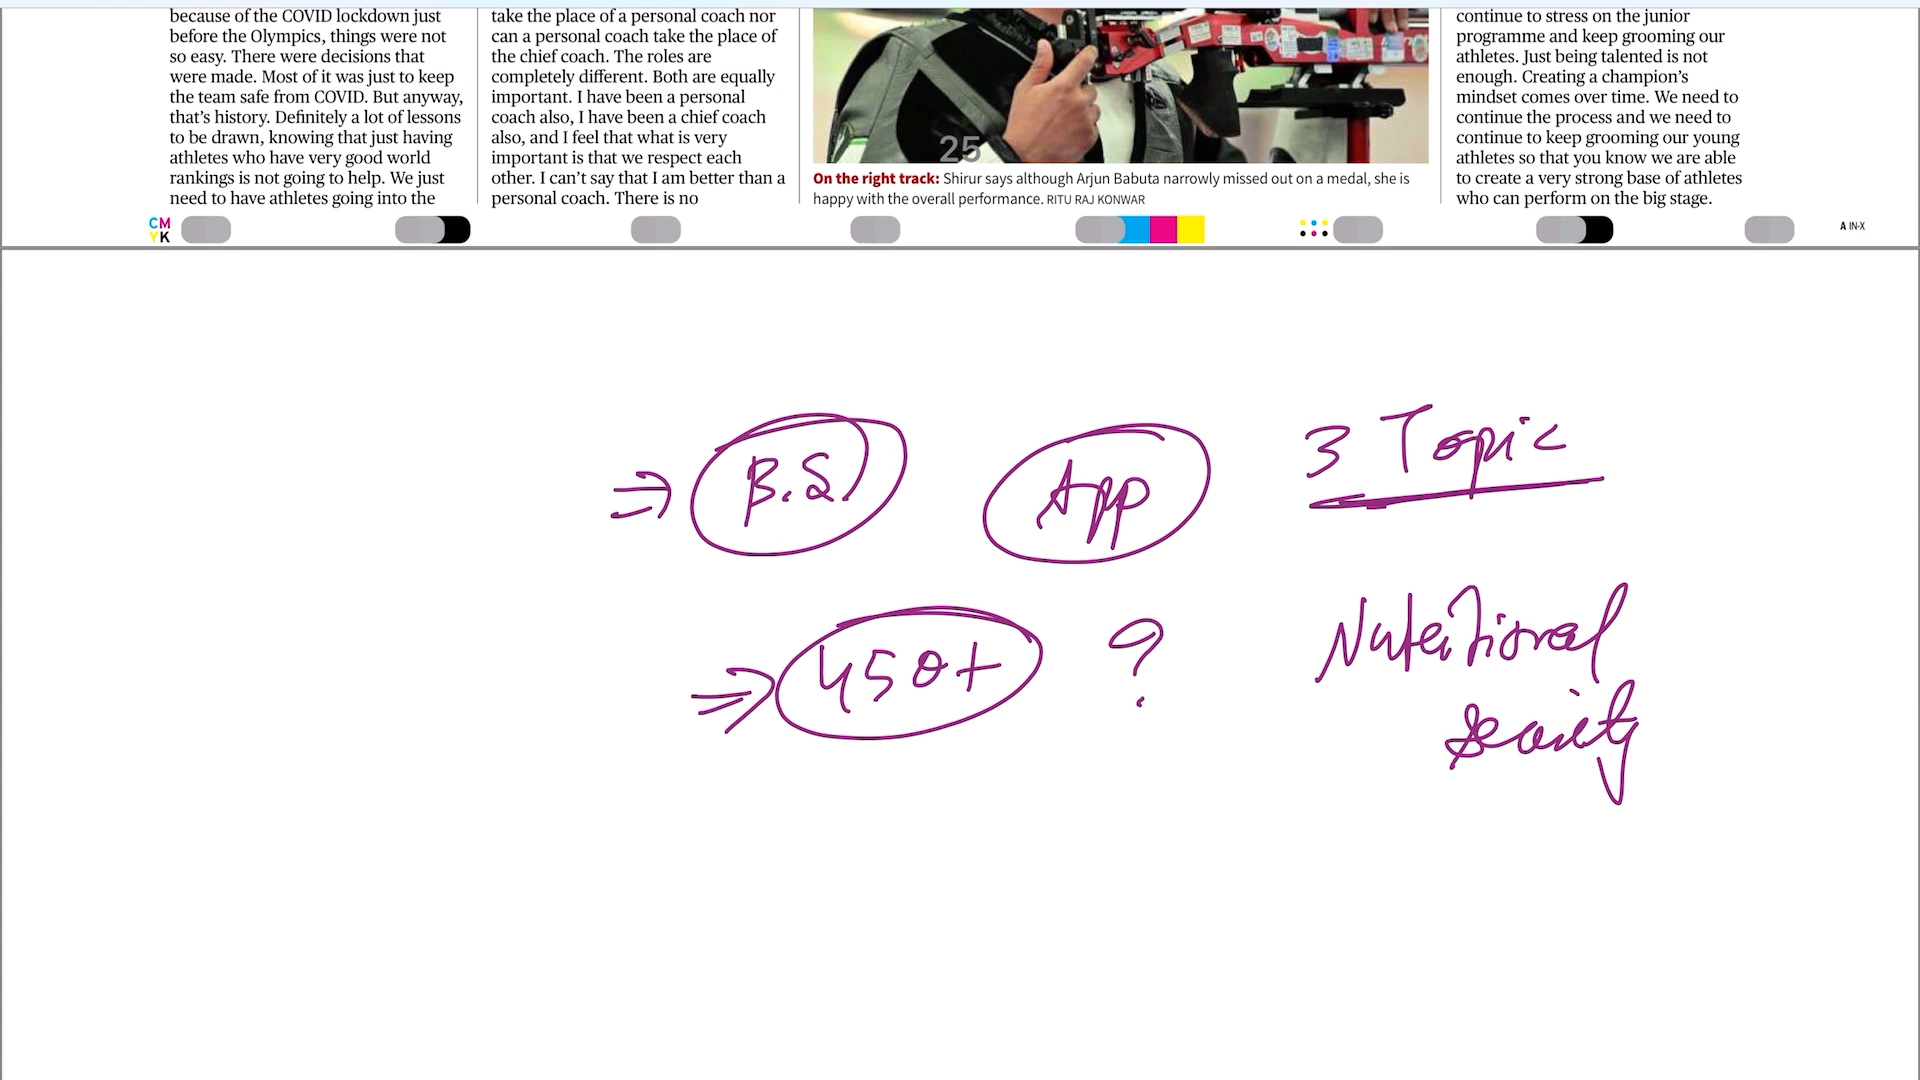 because of the COVID lockdown just
before the Olympics, things were not
so easy. There were decisions that
were made. Most of it was just to keep
the team safe from COVID. But anyway,
that’s history. Definitely a lot of lessons
to be drawn, knowing that just having
athletes who have very good world
rankings is not going to help. We just
need to have athletes going into the
take the place of a personal coach nor
can a personal coach take the place of
the chief coach. The roles are
completely different. Both are equally
important. I have been a personal
coach also, I have been a chief coach
also, and I feel that what is very
important is that we respect each
other. I can’t say that I am better than a
personal coach. There is no
25
On the right track: Shirur says although Arjun Babuta narrowly missed out on a medal, she is
happy with the overall performance. RITU RAJ KONWAR
continue to stress on the junior
programme and keep grooming our
athletes. Just being talented is not
enough. Creating a champion’s
mindset comes over time. We need to
continue the process and we need to
continue to keep grooming our young
athletes so that you know we are able
to create a very strong base of athletes
who can perform on the big stage.
CM
YK
A IN-X
⇒ B.S. App 3 Topic
⇒ 450+ ? Nutritional